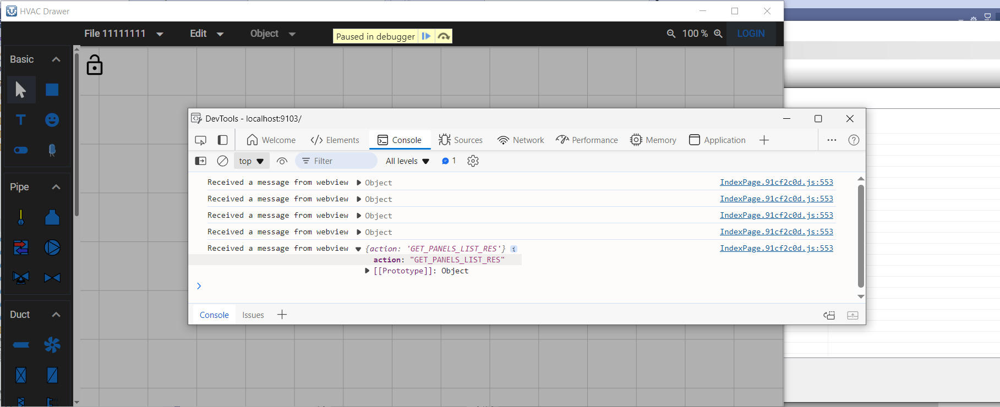 HVAC Drawer
File 11111111
Edit
Object
Paused in debugger
100 %
LOGIN
Basic
T
Pipe
Duct
DevTools - localhost:9103/
Welcome
Elements
Console
Sources
Network
Performance
Memory
Application
top
Filter
All levels
1
Received a message from webview Object IndexPage.91cf2c0d.js:553
Received a message from webview Object IndexPage.91cf2c0d.js:553
Received a message from webview Object IndexPage.91cf2c0d.js:553
Received a message from webview Object IndexPage.91cf2c0d.js:553
Received a message from webview {action: 'GET_PANELS_LIST_RES'} i IndexPage.91cf2c0d.js:553
action: "GET_PANELS_LIST_RES"
[[Prototype]]: Object
Console
Issues